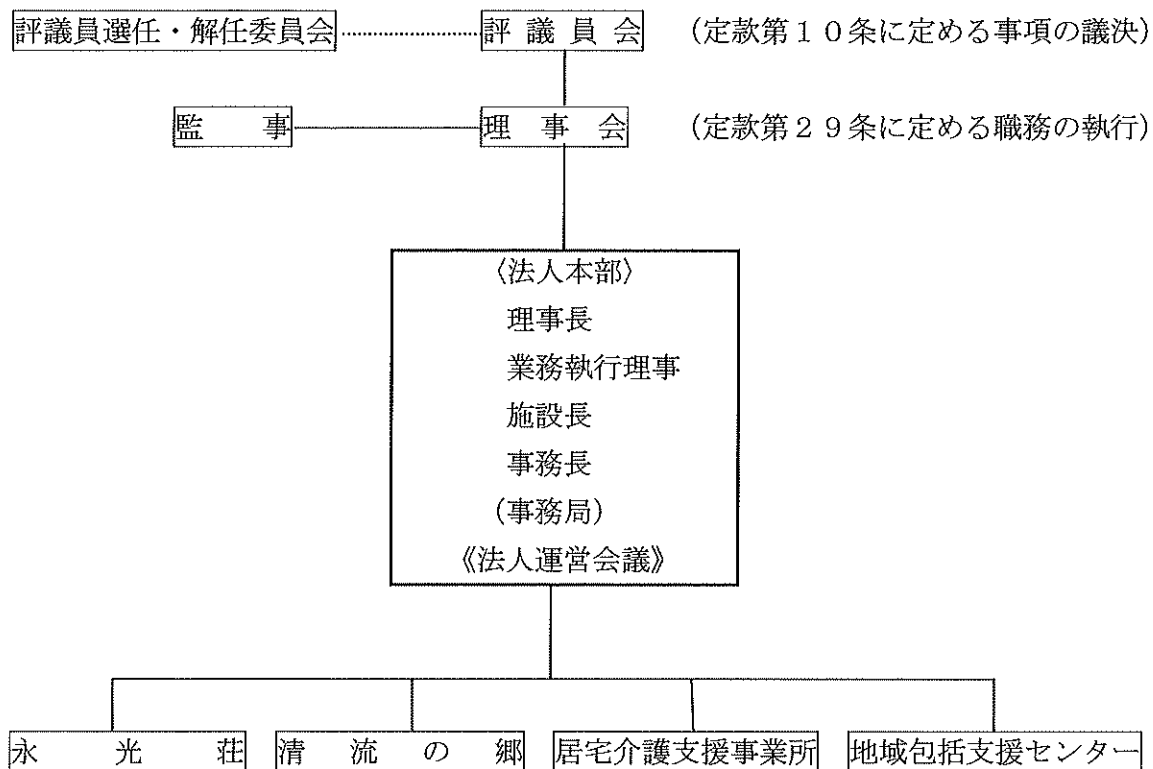 評議員選任・解任委員会 評議員会 (定款第１０条に定める事項の議決)
監事 理事会 (定款第２９条に定める職務の執行)
〈法人本部〉
理事長
業務執行理事
施設長
事務長
(事務局)
《法人運営会議》
永光荘 清流の郷 居宅介護支援事業所 地域包括支援センター